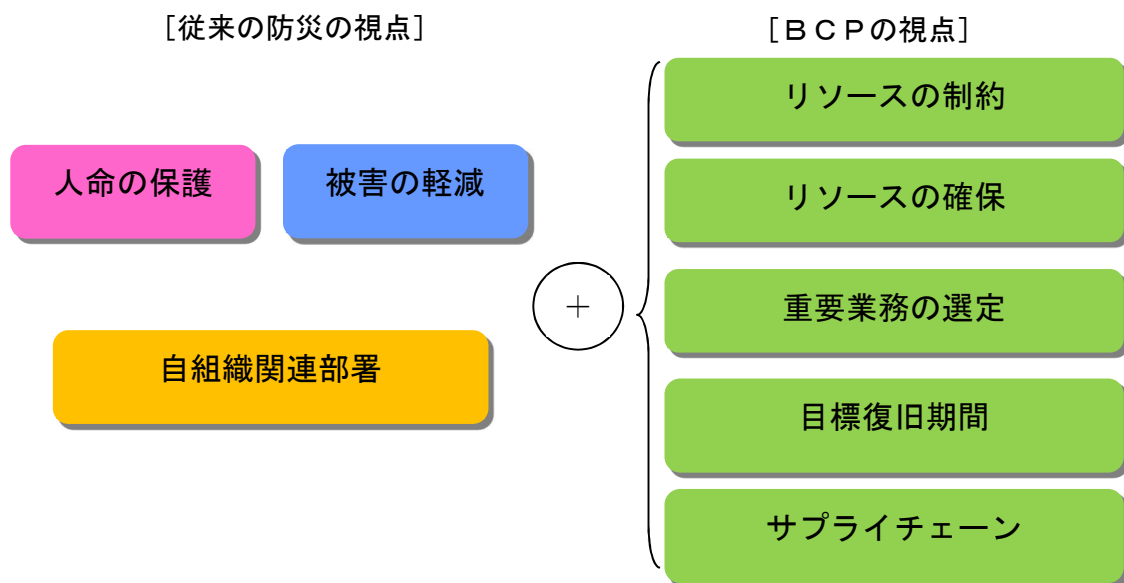 ［従来の防災の視点］
人命の保護
被害の軽減
自組織関連部署
＋
［ＢＣＰの視点］
リソースの制約
リソースの確保
重要業務の選定
目標復旧期間
サプライチェーン